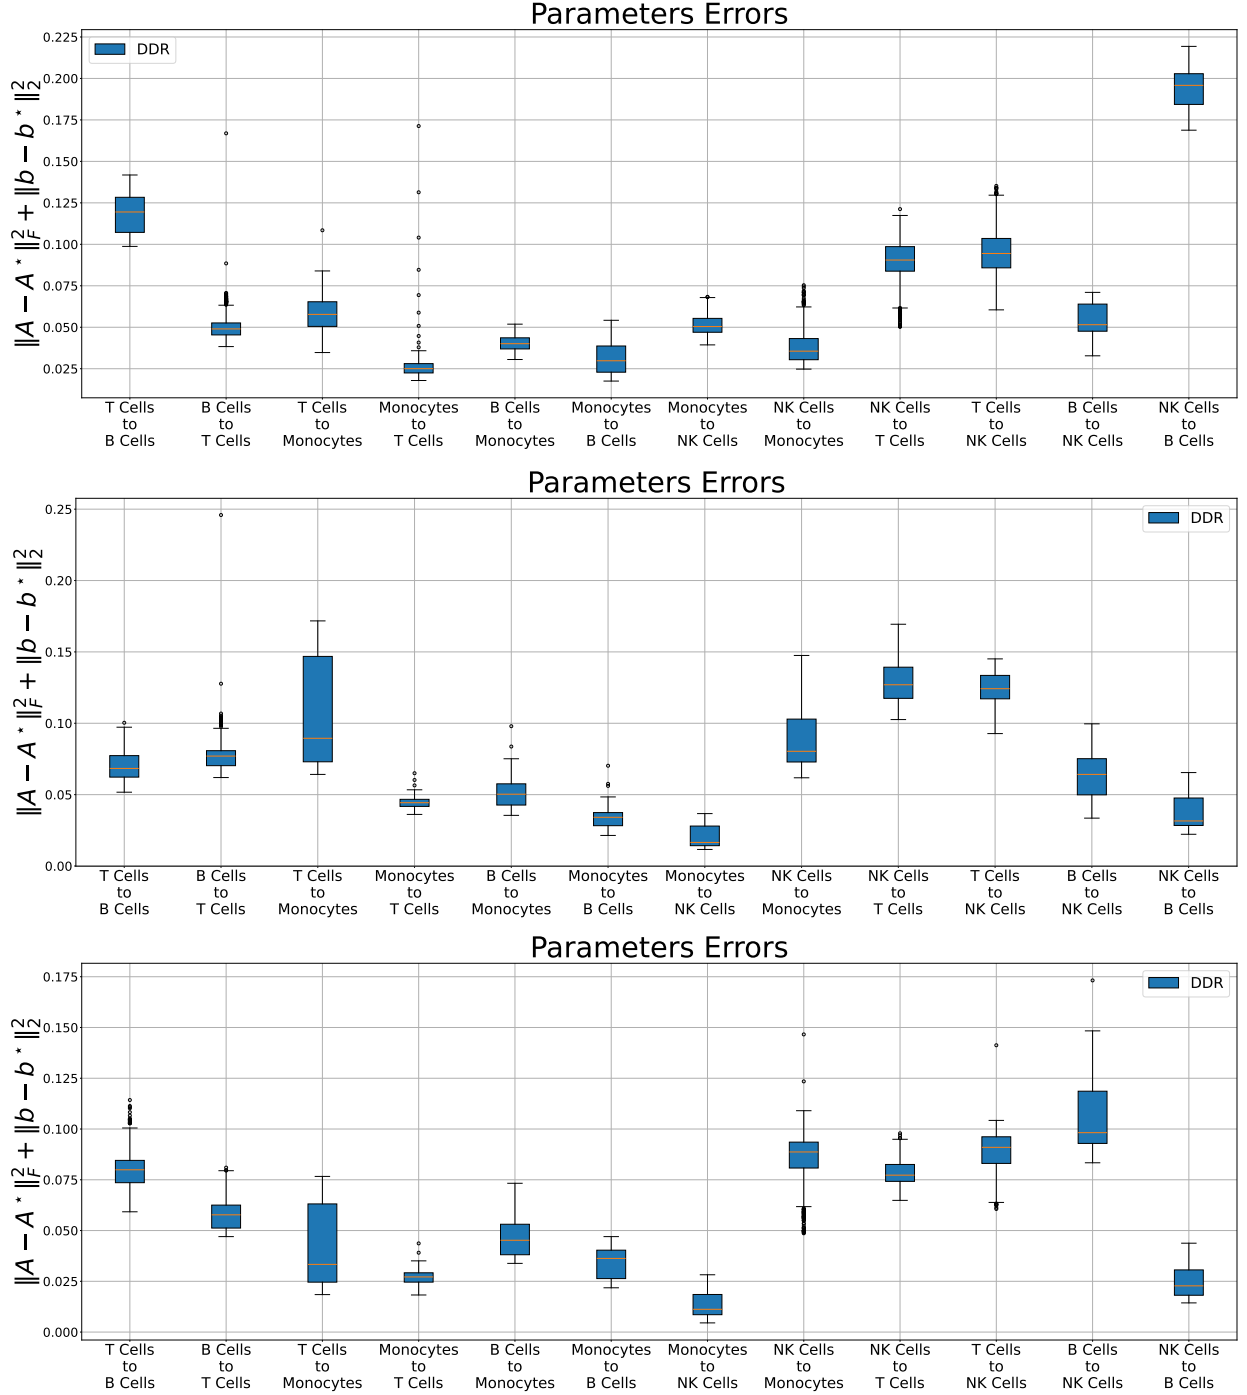 Parameters Errors
DDR
‖A − A⋆‖²_F + ‖b − b⋆‖²_2
0.225
0.200
0.175
0.150
0.125
0.100
0.075
0.050
0.025
T Cells B Cells T Cells Monocytes B Cells Monocytes Monocytes NK Cells NK Cells T Cells B Cells NK Cells
to to to to to to to to to to to to
B Cells T Cells Monocytes T Cells Monocytes B Cells NK Cells Monocytes T Cells NK Cells NK Cells B Cells
Parameters Errors
DDR
‖A − A⋆‖²_F + ‖b − b⋆‖²_2
0.25
0.20
0.15
0.10
0.05
0.00
T Cells B Cells T Cells Monocytes B Cells Monocytes Monocytes NK Cells NK Cells T Cells B Cells NK Cells
to to to to to to to to to to to to
B Cells T Cells Monocytes T Cells Monocytes B Cells NK Cells Monocytes T Cells NK Cells NK Cells B Cells
Parameters Errors
DDR
‖A − A⋆‖²_F + ‖b − b⋆‖²_2
0.175
0.150
0.125
0.100
0.075
0.050
0.025
0.000
T Cells B Cells T Cells Monocytes B Cells Monocytes Monocytes NK Cells NK Cells T Cells B Cells NK Cells
to to to to to to to to to to to to
B Cells T Cells Monocytes T Cells Monocytes B Cells NK Cells Monocytes T Cells NK Cells NK Cells B Cells